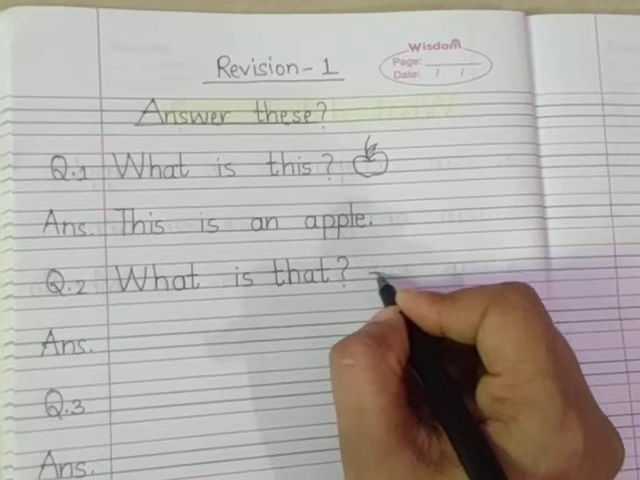 Wisdom
Revision-1
Page:
Date: / /
Answer these?
Q.1 What is this?
Ans. This is an apple.
Q.2 What is that?
Ans.
Q.3
Ans.